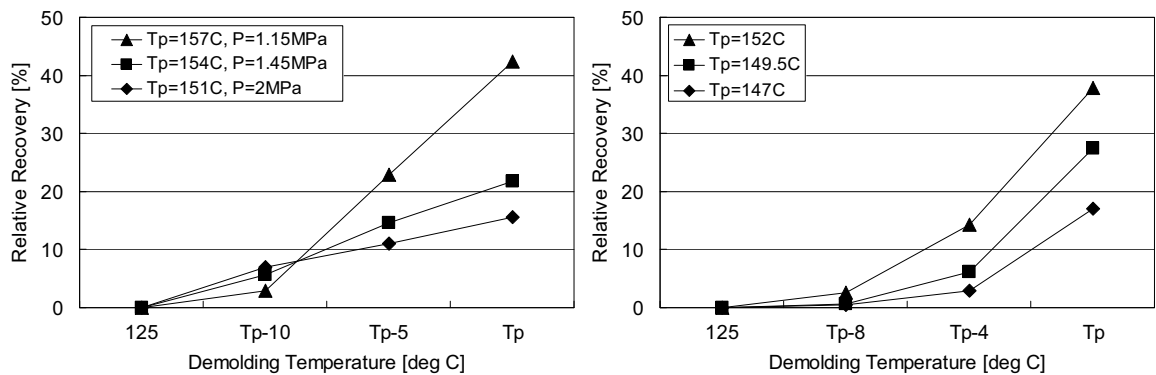 Relative Recovery [%]
50
40
30
20
10
0
Tp=157C, P=1.15MPa
Tp=154C, P=1.45MPa
Tp=151C, P=2MPa
125 Tp-10 Tp-5 Tp
Demolding Temperature [deg C]
Relative Recovery [%]
50
40
30
20
10
0
Tp=152C
Tp=149.5C
Tp=147C
125 Tp-8 Tp-4 Tp
Demolding Temperature [deg C]